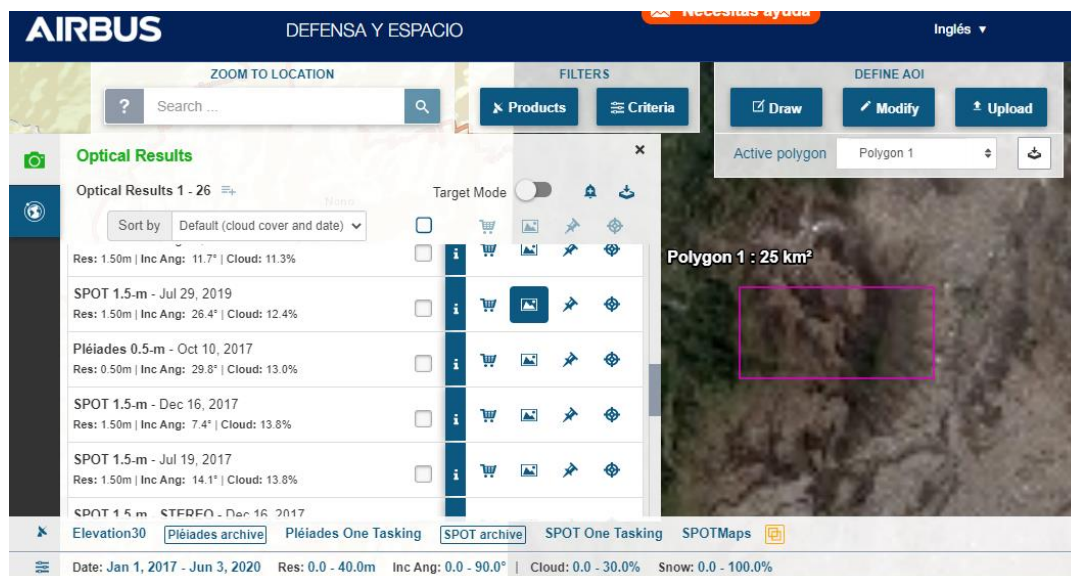 AIRBUS DEFENSA Y ESPACIO Necesitas ayuda Inglés ▾
ZOOM TO LOCATION FILTERS DEFINE AOI
? Search ... Products Criteria Draw Modify Upload
Active polygon Polygon 1
Optical Results ×
Optical Results 1 - 26 Target Mode
None
Sort by Default (cloud cover and date)
Res: 1.50m | Inc Ang: 11.7° | Cloud: 11.3%
Polygon 1 : 25 km²
SPOT 1.5-m - Jul 29, 2019
Res: 1.50m | Inc Ang: 26.4° | Cloud: 12.4%
Pléiades 0.5-m - Oct 10, 2017
Res: 0.50m | Inc Ang: 29.8° | Cloud: 13.0%
SPOT 1.5-m - Dec 16, 2017
Res: 1.50m | Inc Ang: 7.4° | Cloud: 13.8%
SPOT 1.5-m - Jul 19, 2017
Res: 1.50m | Inc Ang: 14.1° | Cloud: 13.8%
SPOT 1.5-m - STEREO - Dec 16, 2017
Elevation30 Pléiades archive Pléiades One Tasking SPOT archive SPOT One Tasking SPOTMaps
Date: Jan 1, 2017 - Jun 3, 2020 Res: 0.0 - 40.0m Inc Ang: 0.0 - 90.0° | Cloud: 0.0 - 30.0% Snow: 0.0 - 100.0%